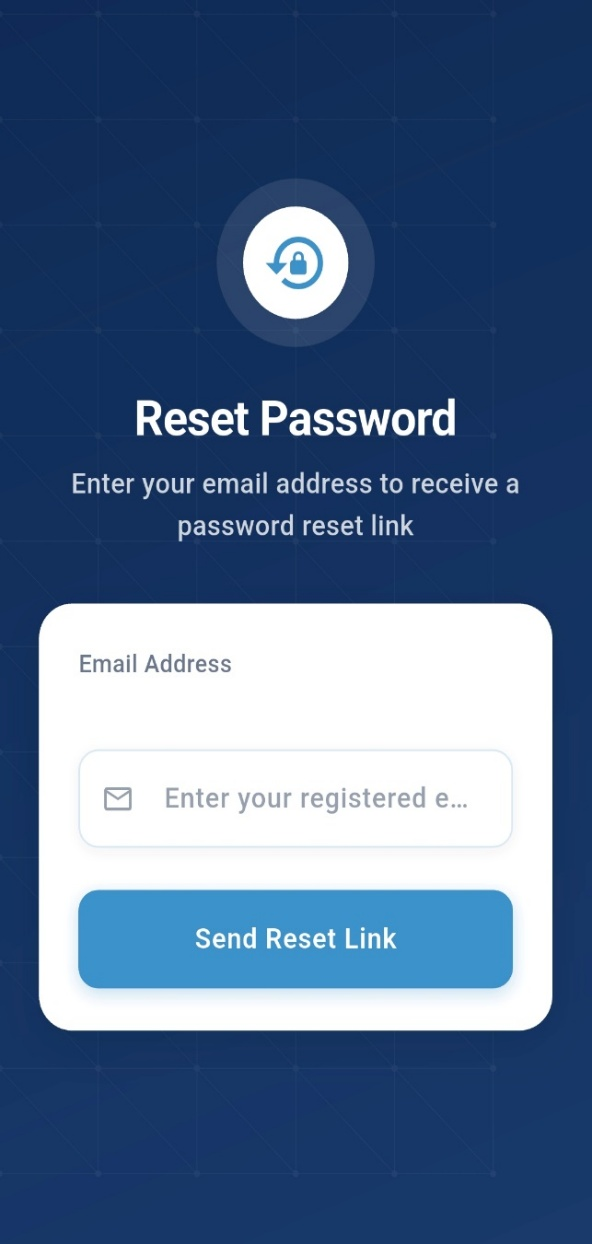 Reset Password
Enter your email address to receive a
password reset link
Email Address
Enter your registered e...
Send Reset Link